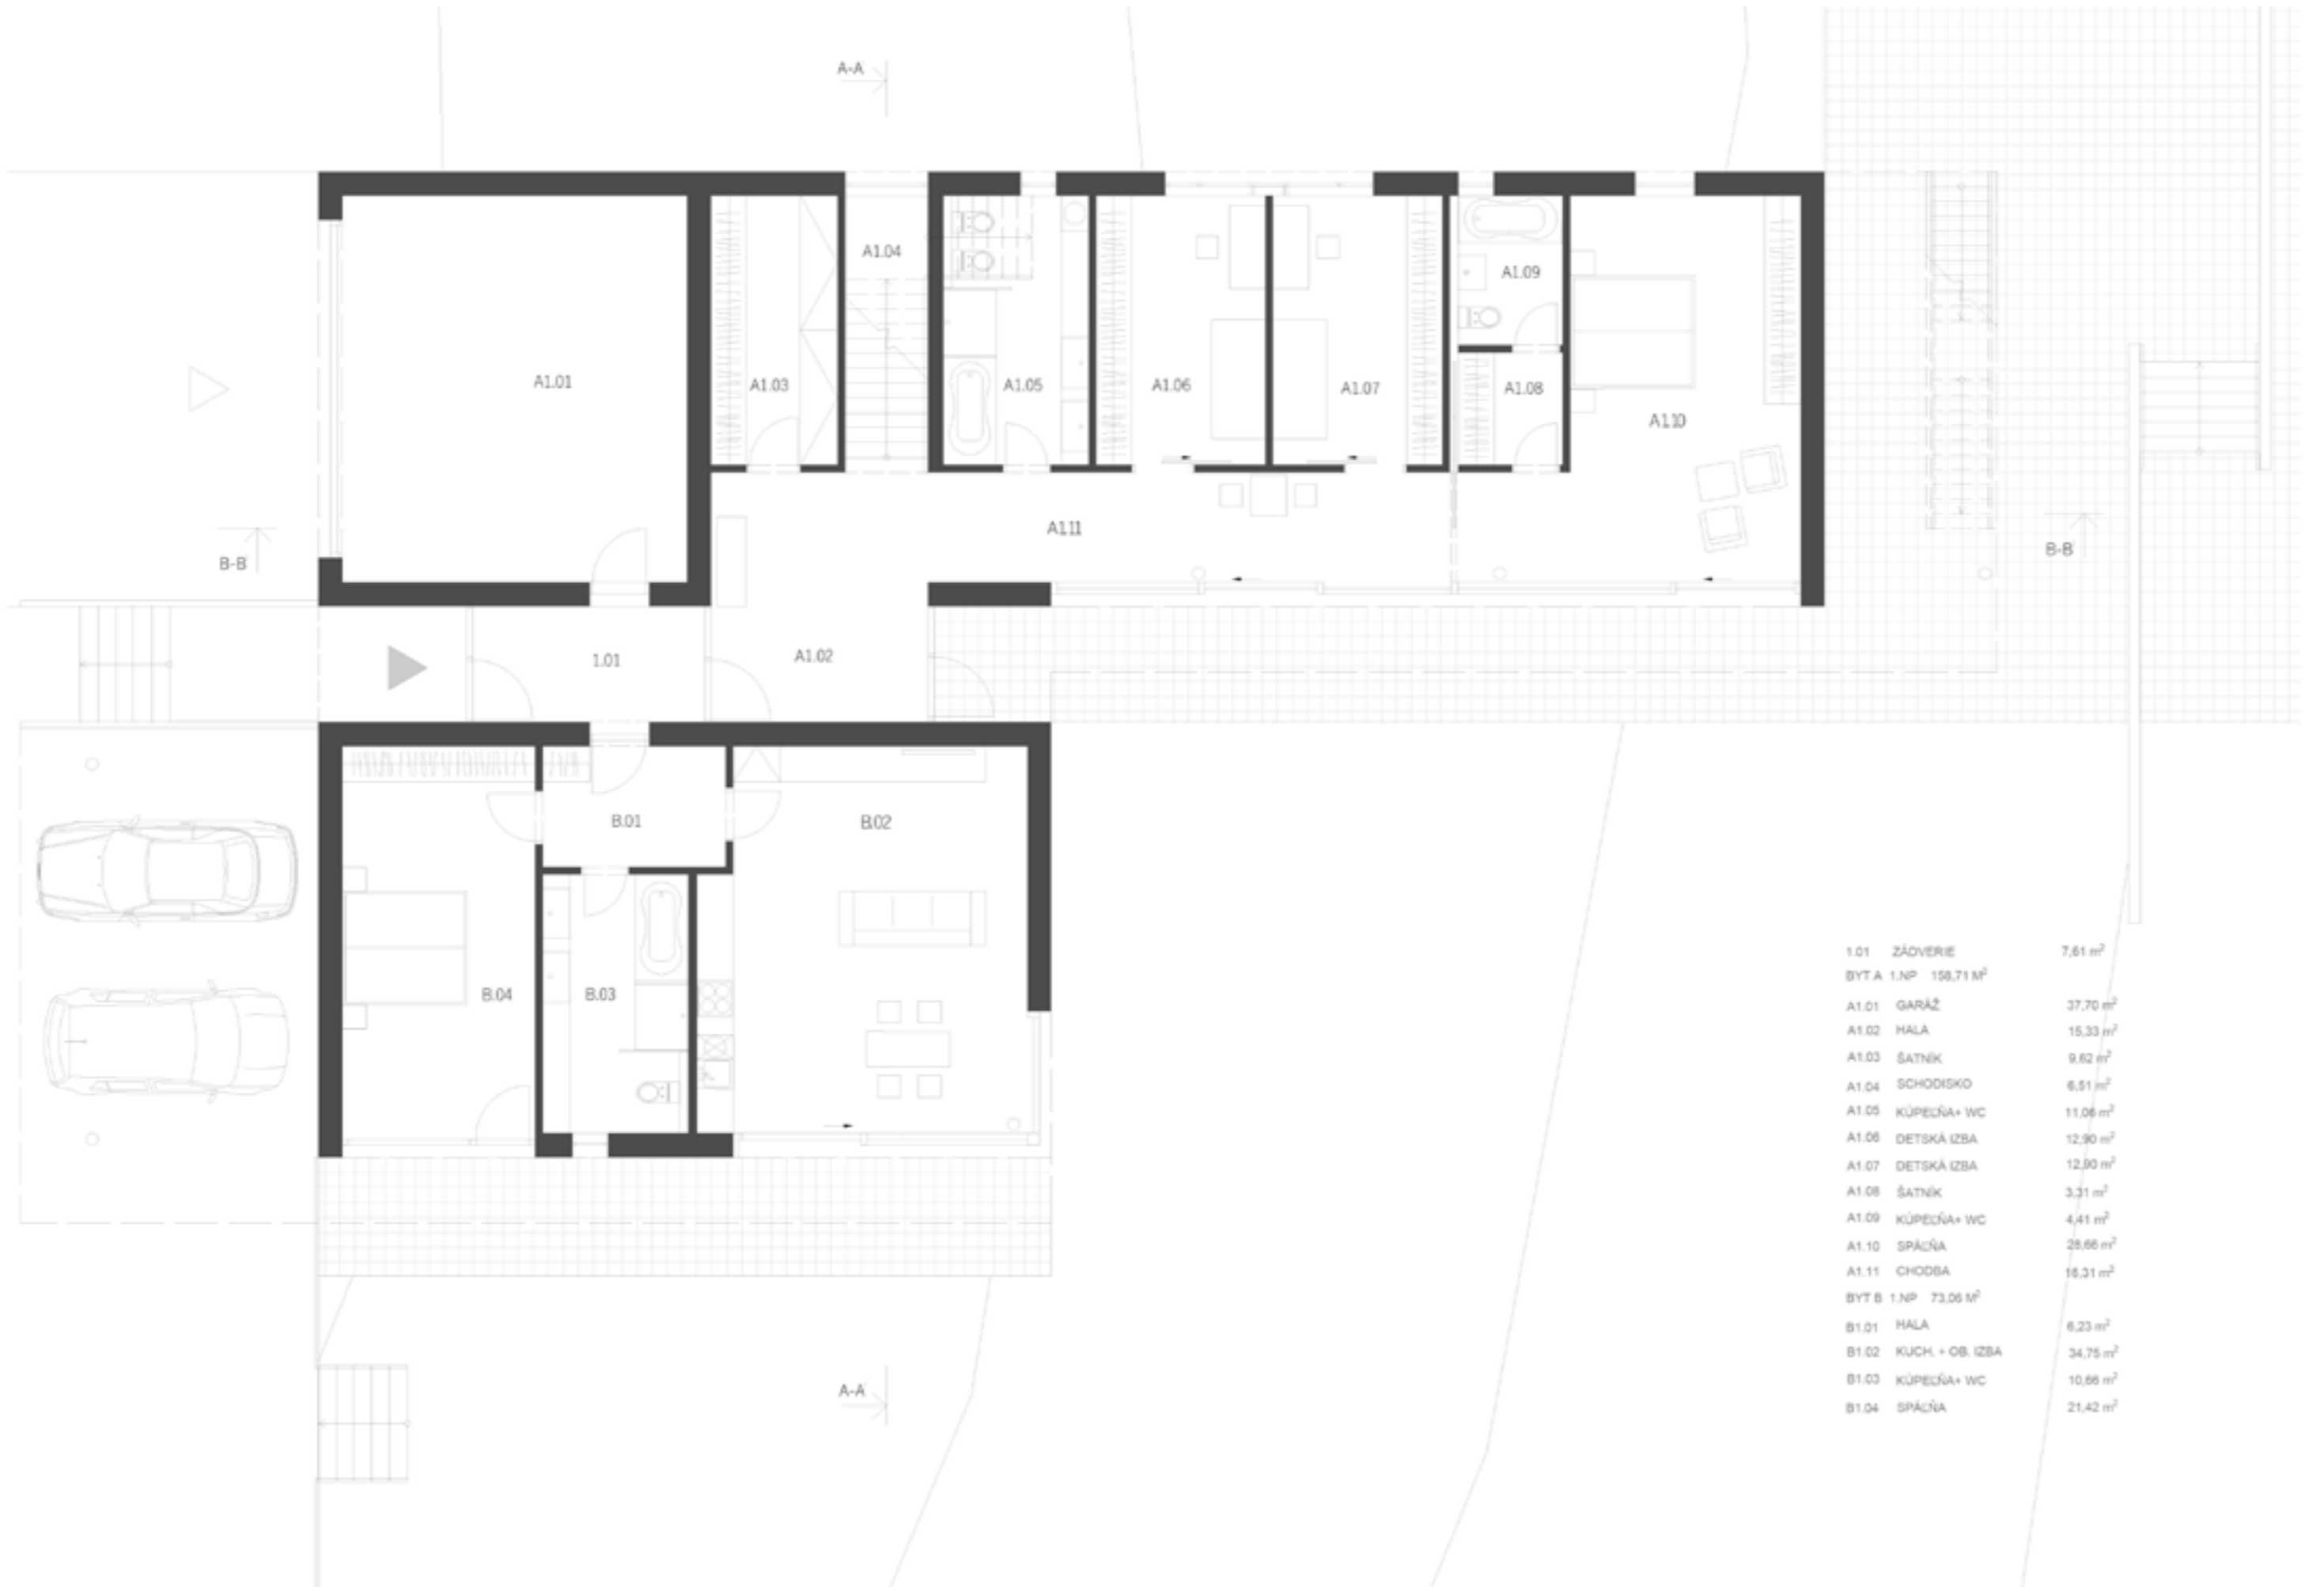 A-A
A1.04
A1.09
A1.01
A1.03
A1.05
A1.06
A1.07
A1.08
A1.10
A1.11
B-B
B-B
1.01
A1.02
B.01
B.02
B.04
B.03
A-A
1.01 ZÁDVERIE 7,61 m²
BYT A 1.NP 158,71 M²
A1.01 GARÁŽ 37,70 m²
A1.02 HALA 15,33 m²
A1.03 ŠATNÍK 9,62 m²
A1.04 SCHODISKO 6,51 m²
A1.05 KÚPEĽŇA+ WC 11,06 m²
A1.06 DETSKÁ IZBA 12,90 m²
A1.07 DETSKÁ IZBA 12,90 m²
A1.08 ŠATNÍK 3,31 m²
A1.09 KÚPEĽŇA+ WC 4,41 m²
A1.10 SPÁĽŇA 28,66 m²
A1.11 CHODBA 16,31 m²
BYT B 1.NP 73,06 M²
B1.01 HALA 6,23 m²
B1.02 KUCH. + OB. IZBA 34,75 m²
B1.03 KÚPEĽŇA+ WC 10,66 m²
B1.04 SPÁĽŇA 21,42 m²